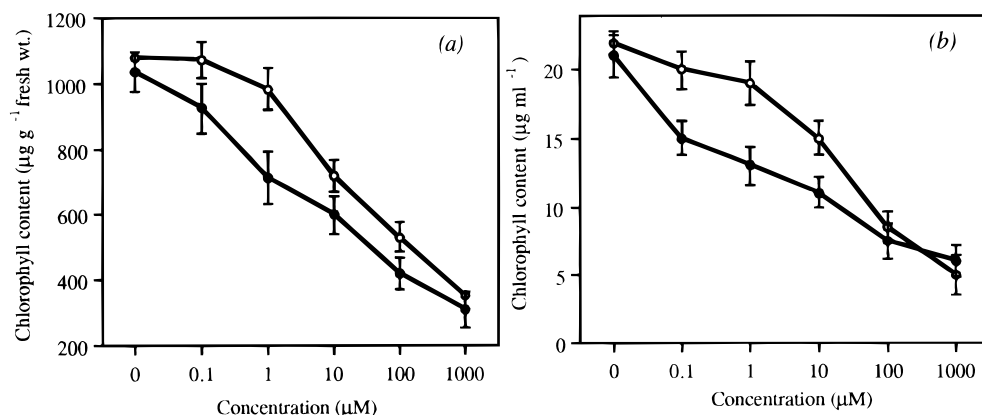 (a)
Chlorophyll content (µg g⁻¹ fresh wt.)
1200
1000
800
600
400
200
0 0.1 1 10 100 1000
Concentration (µM)
(b)
Chlorophyll content (µg ml⁻¹)
20
15
10
5
0
0 0.1 1 10 100 1000
Concentration (µM)